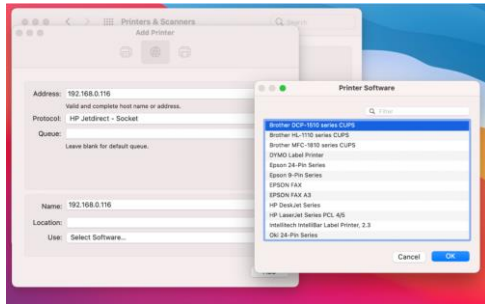 Printers & Scanners
Search
Add Printer
Address: 192.168.0.116
Valid and complete host name or address.
Protocol: HP Jetdirect - Socket
Queue:
Leave blank for default queue.
Name: 192.168.0.116
Location:
Use: Select Software...
Printer Software
Filter
Brother DCP-1510 series CUPS
Brother HL-1110 series CUPS
Brother MFC-1810 series CUPS
DYMO Label Printer
Epson 24-Pin Series
Epson 9-Pin Series
EPSON FAX
EPSON FAX A3
HP DeskJet Series
HP LaserJet Series PCL 4/5
Intellitech IntelliBar Label Printer, 2.3
Oki 24-Pin Series
Cancel
OK